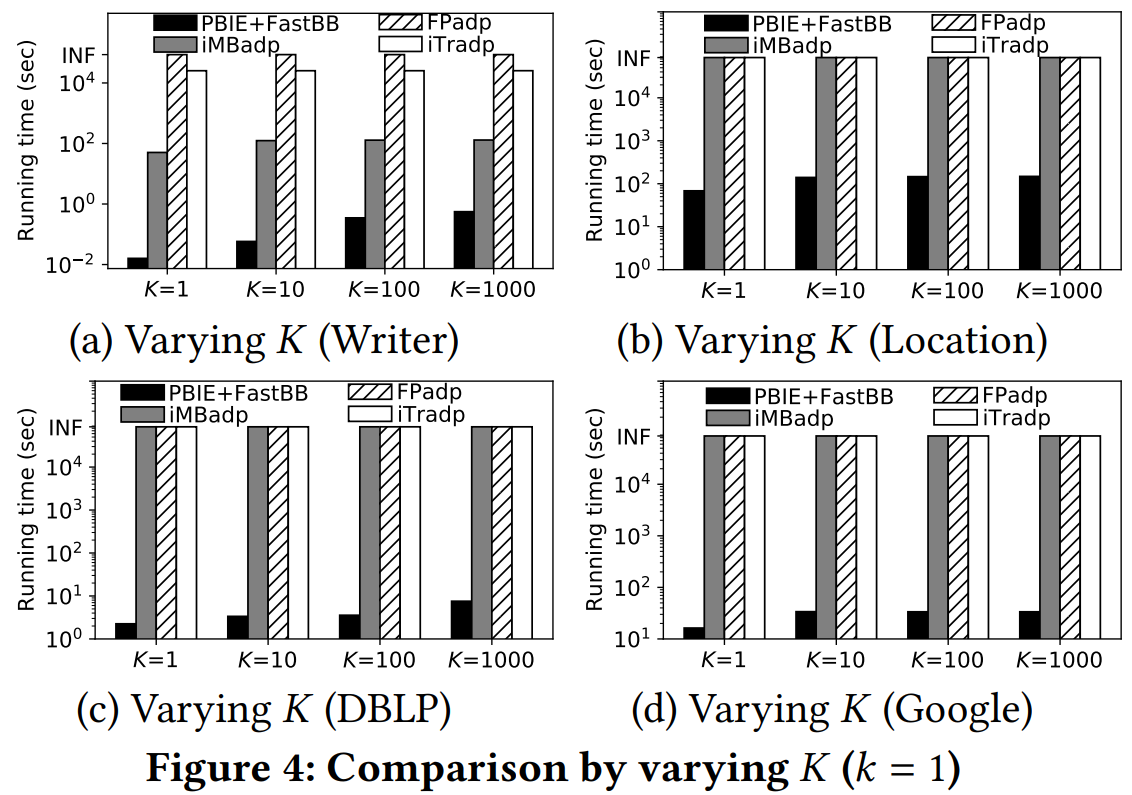 PBIE+FastBB FPadp
iMBadp iTradp
Running time (sec)
INF
10^4
10^2
10^0
10^-2
K=1 K=10 K=100 K=1000
(a) Varying K (Writer)
PBIE+FastBB FPadp
iMBadp iTradp
Running time (sec)
INF
10^4
10^3
10^2
10^1
10^0
K=1 K=10 K=100 K=1000
(b) Varying K (Location)
PBIE+FastBB FPadp
iMBadp iTradp
Running time (sec)
INF
10^4
10^3
10^2
10^1
10^0
K=1 K=10 K=100 K=1000
(c) Varying K (DBLP)
PBIE+FastBB FPadp
iMBadp iTradp
Running time (sec)
INF
10^4
10^3
10^2
10^1
K=1 K=10 K=100 K=1000
(d) Varying K (Google)
Figure 4: Comparison by varying K (k = 1)